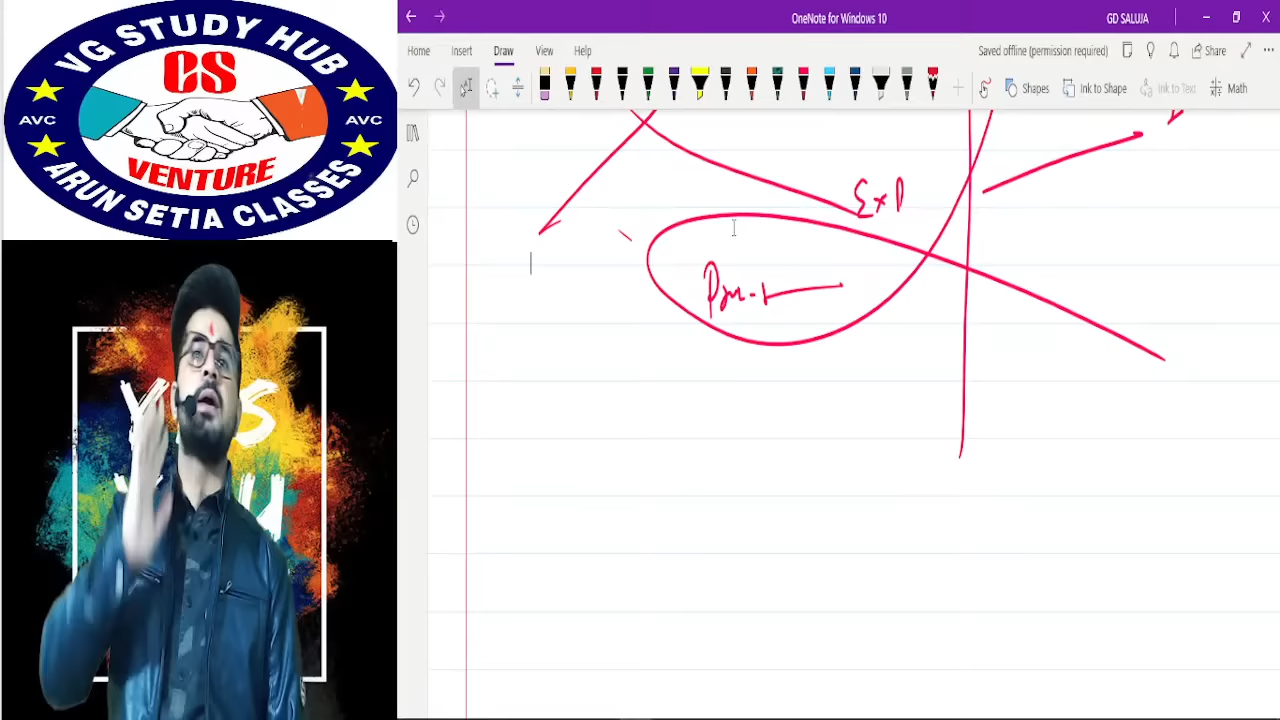 VG STUDY HUB
CS
AVC
AVC
VENTURE
ARUN SETIA CLASSES
OneNote for Windows 10
GD SALUJA
Home
Insert
Draw
View
Help
Saved offline (permission required)
Share
Shapes
Ink to Shape
Ink to Text
Math
Exp